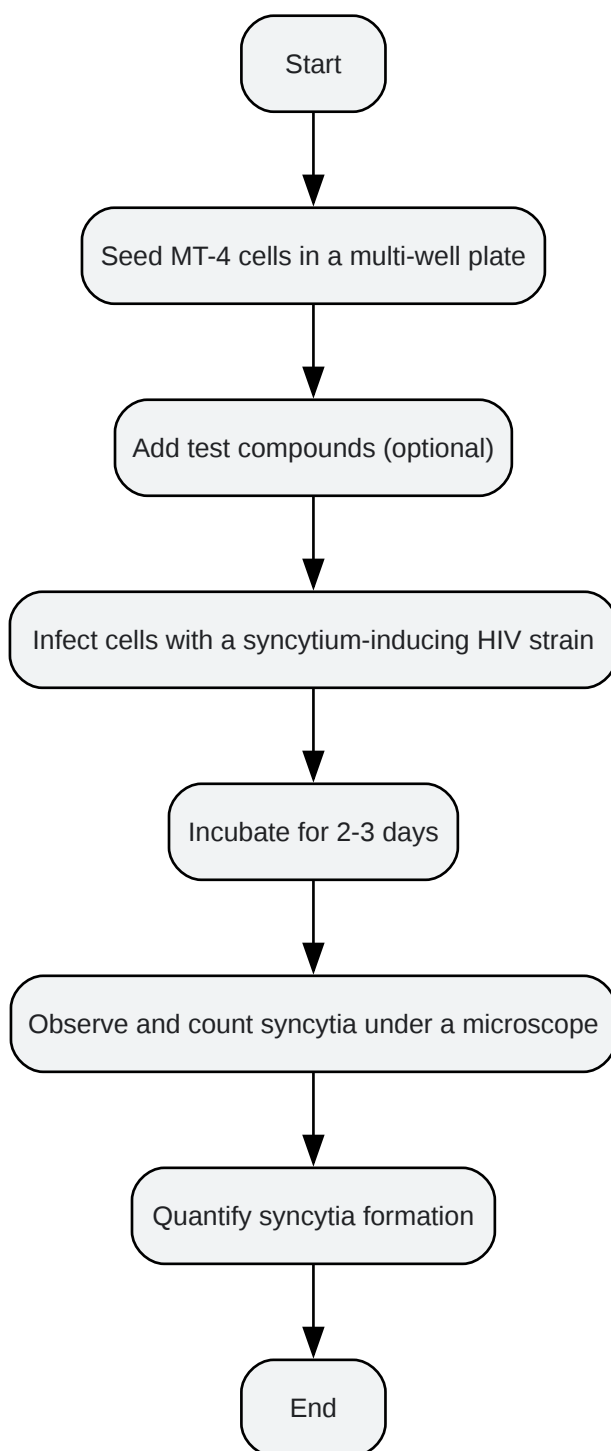 Start
Seed MT-4 cells in a multi-well plate
Add test compounds (optional)
Infect cells with a syncytium-inducing HIV strain
Incubate for 2-3 days
Observe and count syncytia under a microscope
Quantify syncytia formation
End